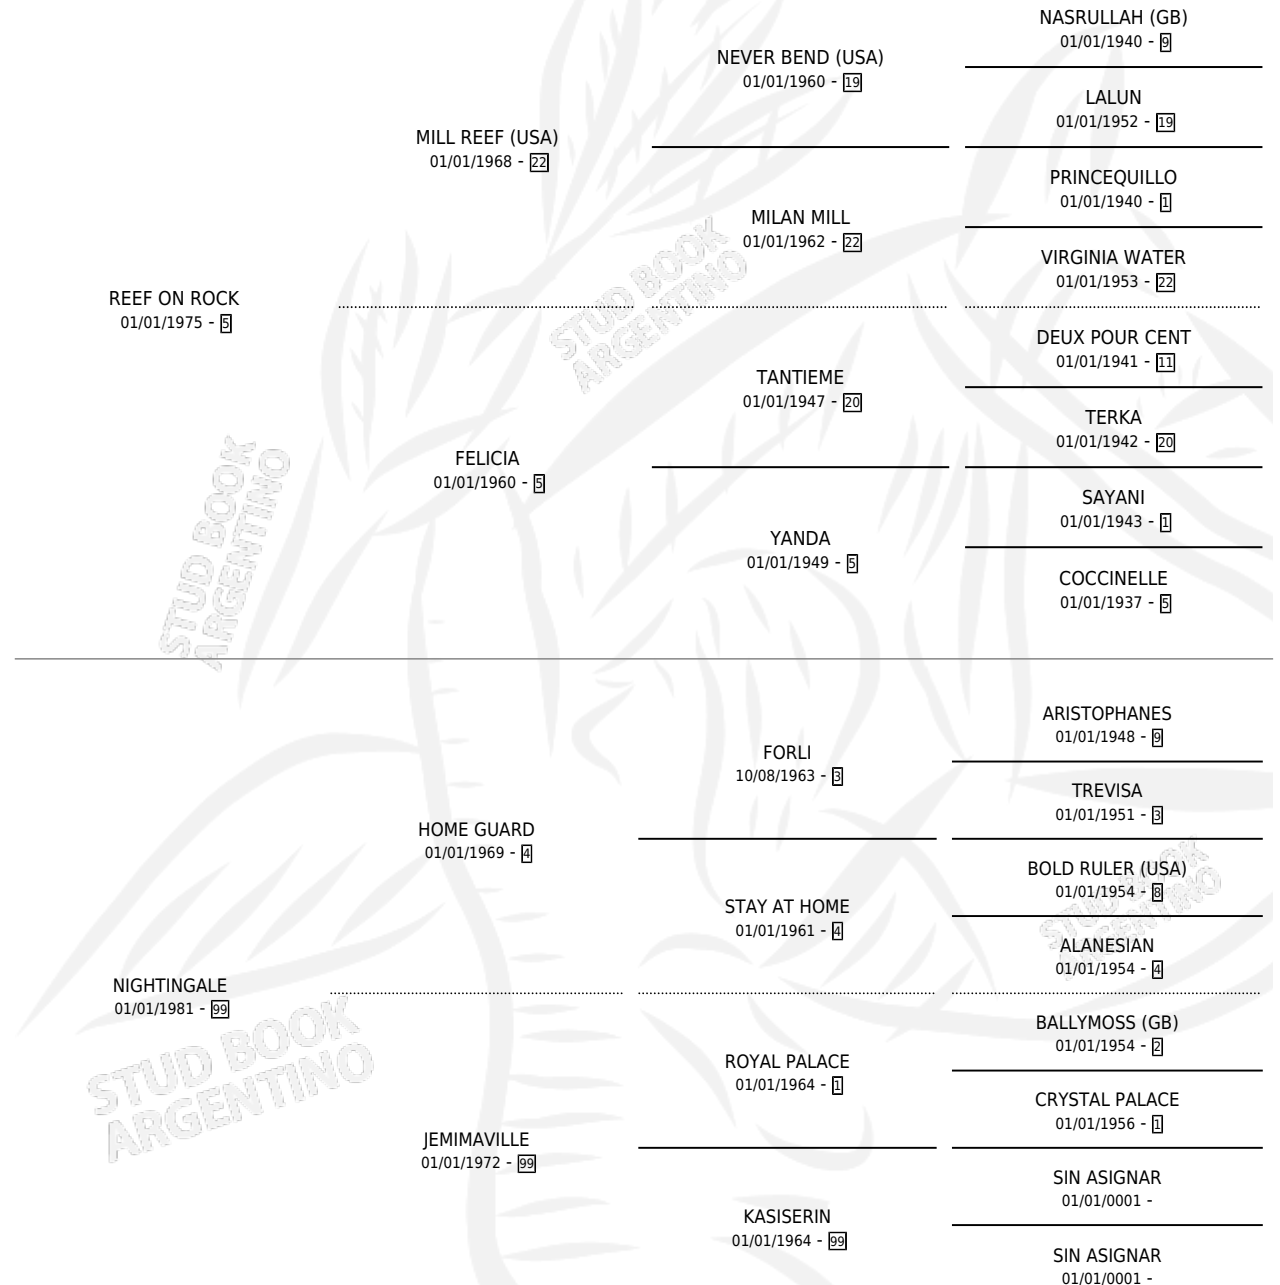 NASRULLAH (GB)
01/01/1940 - 9
NEVER BEND (USA)
01/01/1960 - 19
LALUN
01/01/1952 - 19
MILL REEF (USA)
01/01/1968 - 22
PRINCEQUILLO
01/01/1940 - 1
MILAN MILL
01/01/1962 - 22
VIRGINIA WATER
01/01/1953 - 22
REEF ON ROCK
01/01/1975 - 5
DEUX POUR CENT
01/01/1941 - 11
TANTIEME
01/01/1947 - 20
TERKA
01/01/1942 - 20
FELICIA
01/01/1960 - 5
SAYANI
01/01/1943 - 1
YANDA
01/01/1949 - 5
COCCINELLE
01/01/1937 - 5
ARISTOPHANES
01/01/1948 - 9
FORLI
10/08/1963 - 3
TREVISA
01/01/1951 - 3
HOME GUARD
01/01/1969 - 4
BOLD RULER (USA)
01/01/1954 - 8
STAY AT HOME
01/01/1961 - 4
ALANESIAN
01/01/1954 - 4
NIGHTINGALE
01/01/1981 - 99
BALLYMOSS (GB)
01/01/1954 - 2
ROYAL PALACE
01/01/1964 - 1
CRYSTAL PALACE
01/01/1956 - 1
JEMIMAVILLE
01/01/1972 - 99
SIN ASIGNAR
01/01/0001 -
KASISERIN
01/01/1964 - 99
SIN ASIGNAR
01/01/0001 -
STUD BOOK
ARGENTINO
STUD BOOK
ARGENTINO
STUD BOOK
ARGENTINO
STUD BOOK
ARGENTINO